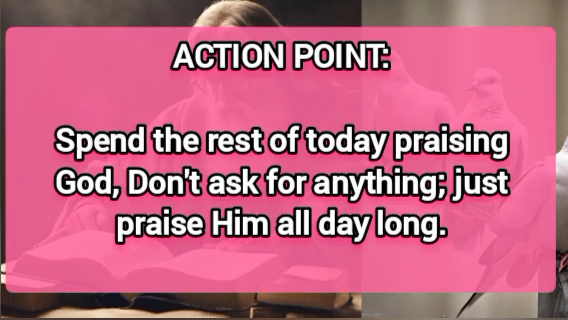 ACTION POINT:
Spend the rest of today praising
God, Don't ask for anything; just
praise Him all day long.